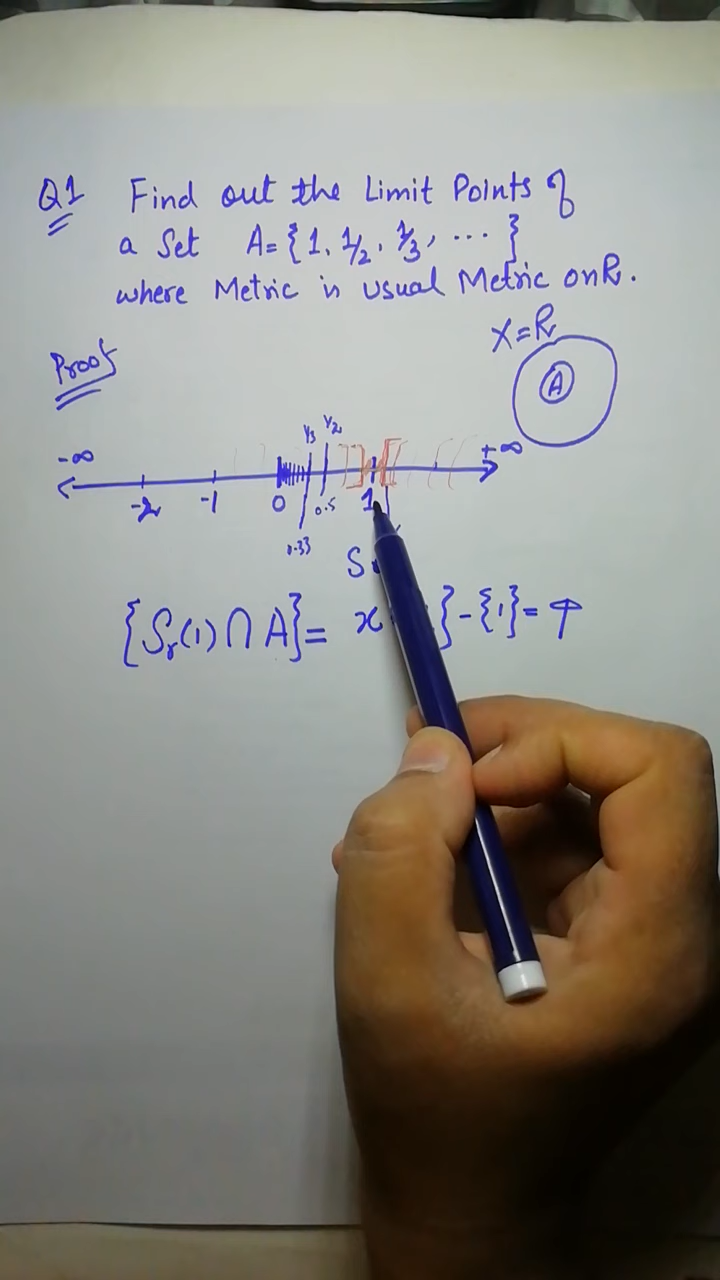 Q1 Find out the Limit Points of
a Set A={1, 1/2, 1/3, ... }
where Metric is usual Metric on R.
X=R
Proof
A
1/3 1/2
-∞ +∞
-2 -1 0 0.5 1
0.33
S
{Sr(1) ∩ A}= x } - {1} = φ